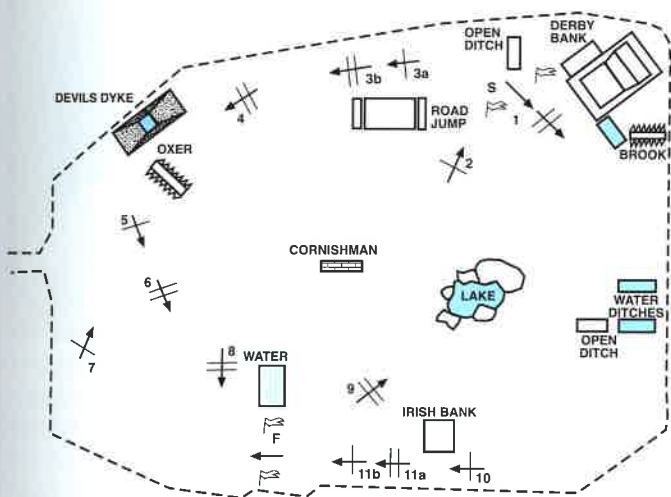 OPEN
DITCH
DERBY
BANK
3b
3a
S
DEVILS DYKE
4
ROAD
JUMP
1
OXER
2
BROOK
5
CORNISHMAN
6
LAKE
WATER
DITCHES
OPEN
DITCH
7
8
WATER
9
IRISH BANK
F
11b
11a
10